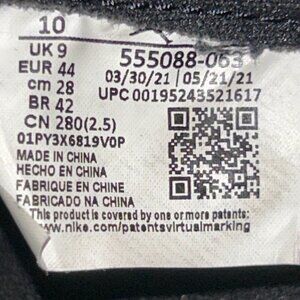 10
UK 9
EUR 44
cm 28
BR 42
CN 280(2.5)
555088-063
03/30/21 | 05/21/21
UPC 00195243521617
01PY3X6819V0P
MADE IN CHINA
HECHO EN CHINA
FABRIQUE EN CHINE
FABRICADO NA CHINA
This product is covered by one or more patents:
www.nike.com/patentsvirtualmarking